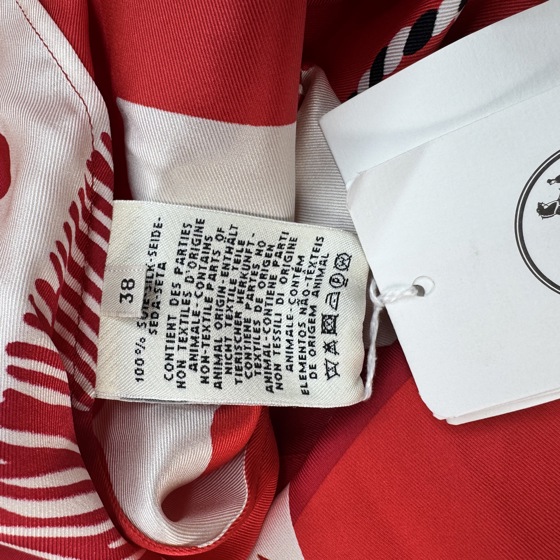 38
100% SOIE-SILK-SEIDE-
SEDA-SETA
CONTIENT DES PARTIES
NON TEXTILES D'ORIGINE
ANIMALE CONTAINS
NON-TEXTILE PARTS OF
ANIMAL ORIGIN ENTHÄLT
NICHT TEXTILE TEILE
TIERISCHER HERKUNFT-
CONTIENE PARTES NO
TEXTILES DE ORIGEN
ANIMAL-CONTIENE PARTI
NON TESSILI DI ORIGINE
ANIMALE-CONTÉM
ELEMENTOS NÃO-TÊXTEIS
DE ORIGEM ANIMAL